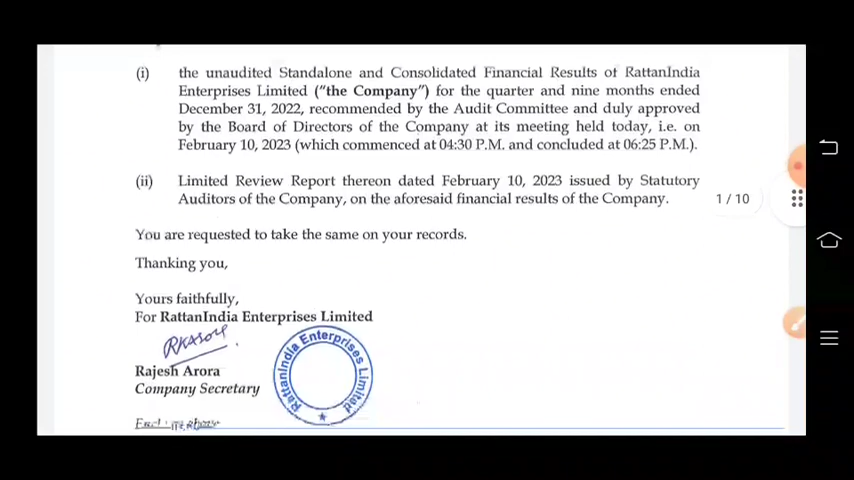 (i) the unaudited Standalone and Consolidated Financial Results of RattanIndia
Enterprises Limited ("the Company") for the quarter and nine months ended
December 31, 2022, recommended by the Audit Committee and duly approved
by the Board of Directors of the Company at its meeting held today, i.e. on
February 10, 2023 (which commenced at 04:30 P.M. and concluded at 06:25 P.M.).
(ii) Limited Review Report thereon dated February 10, 2023 issued by Statutory
Auditors of the Company, on the aforesaid financial results of the Company.
1 / 10
You are requested to take the same on your records.
Thanking you,
Yours faithfully,
For RattanIndia Enterprises Limited
Rajesh Arora
Company Secretary
RattanIndia Enterprises Limited